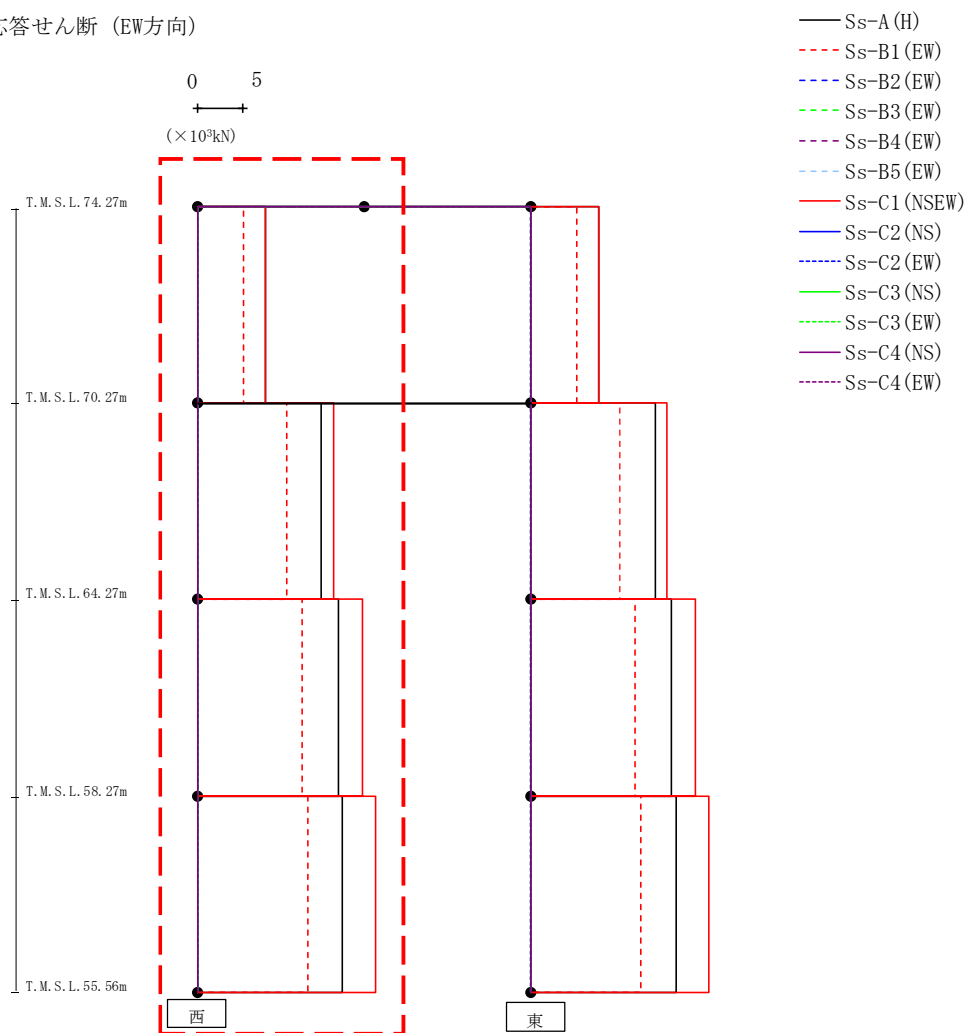 応答せん断 (EW方向)
0 5
(×10³kN)
Ss-A(H)
Ss-B1(EW)
Ss-B2(EW)
Ss-B3(EW)
Ss-B4(EW)
Ss-B5(EW)
Ss-C1(NSEW)
Ss-C2(NS)
Ss-C2(EW)
Ss-C3(NS)
Ss-C3(EW)
Ss-C4(NS)
Ss-C4(EW)
T.M.S.L.74.27m
T.M.S.L.70.27m
T.M.S.L.64.27m
T.M.S.L.58.27m
T.M.S.L.55.56m
西
東